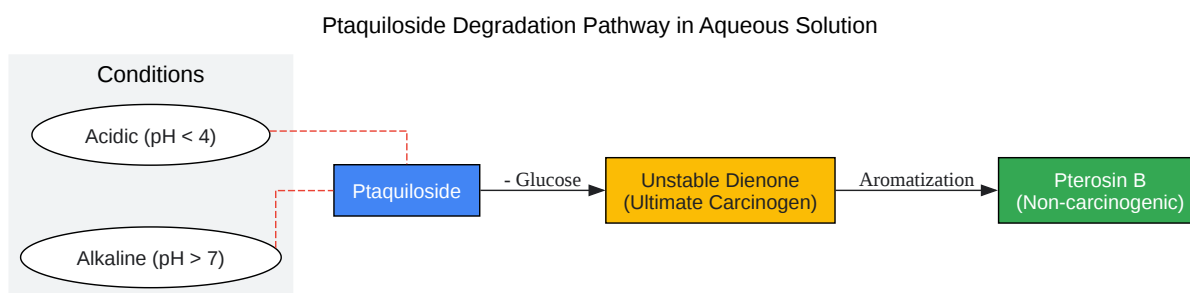 Ptaquiloside Degradation Pathway in Aqueous Solution
Conditions
Acidic (pH < 4)
Alkaline (pH > 7)
Ptaquiloside
- Glucose
Unstable Dienone
(Ultimate Carcinogen)
Aromatization
Pterosin B
(Non-carcinogenic)